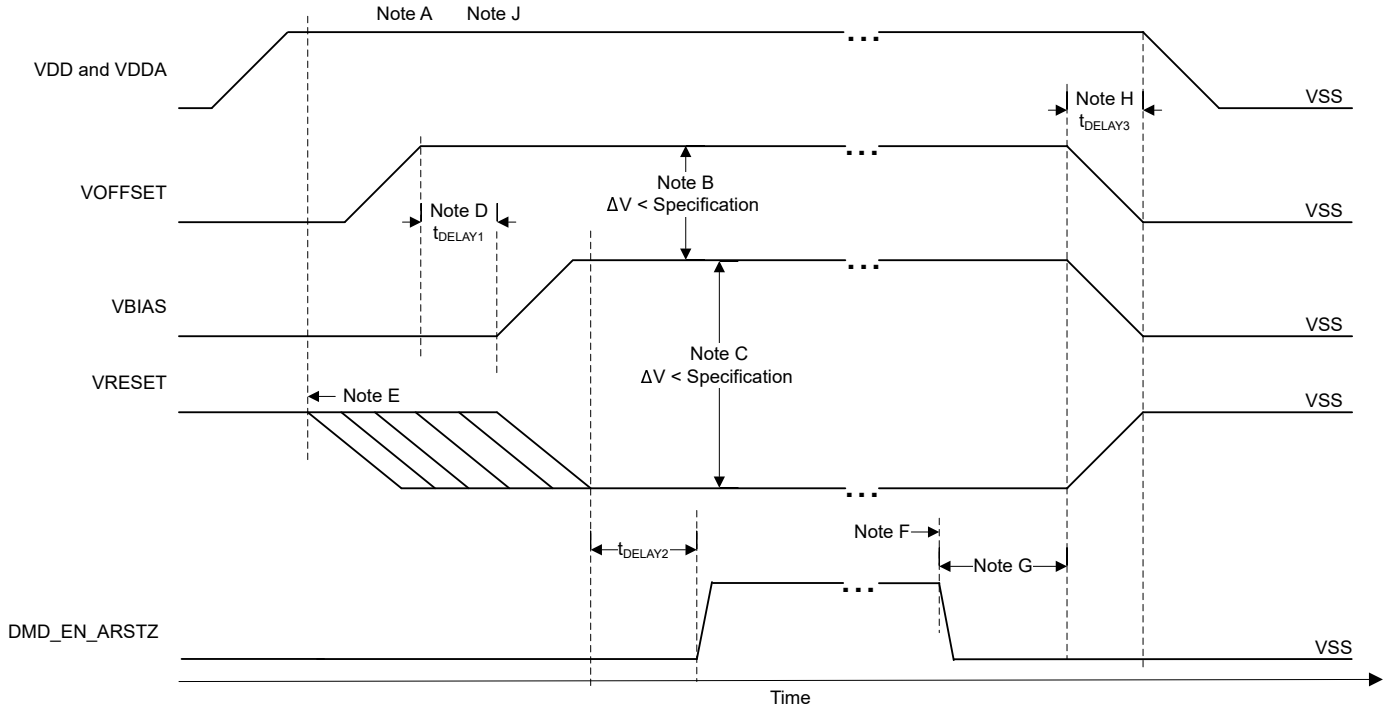 Note A
Note J
VDD and VDDA
Note H
tDELAY3
VSS
VOFFSET
Note B
ΔV < Specification
Note D
tDELAY1
VSS
VBIAS
VSS
Note C
ΔV < Specification
VRESET
Note E
VSS
Note F
tDELAY2
Note G
DMD_EN_ARSTZ
VSS
Time